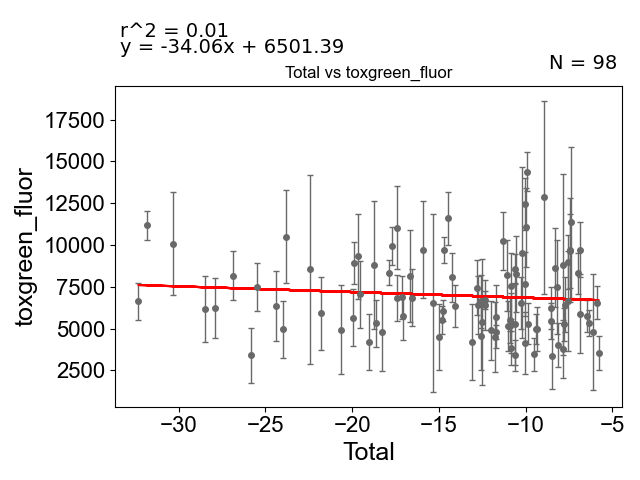 r^2 = 0.01
y = -34.06x + 6501.39
N = 98
Total vs toxgreen_fluor
17500
15000
12500
10000
7500
5000
2500
toxgreen_fluor
−30
−25
−20
−15
−10
−5
Total